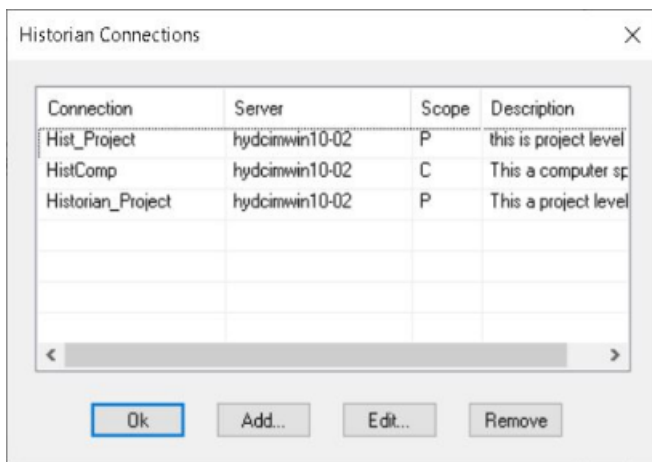 Historian Connections
Connection Server Scope Description
Hist_Project hydcimwin10-02 P this is project level
HistComp hydcimwin10-02 C This a computer sp
Historian_Project hydcimwin10-02 P This a project level
Ok Add... Edit... Remove